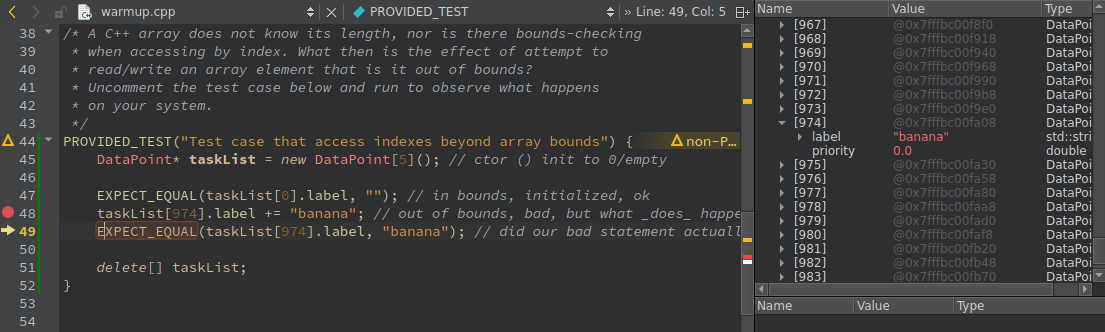 warmup.cpp PROVIDED_TEST » Line: 49, Col: 5
38 /* A C++ array does not know its length, nor is there bounds-checking
39 * when accessing by index. What then is the effect of attempt to
40 * read/write an array element that is it out of bounds?
41 * Uncomment the test case below and run to observe what happens
42 * on your system.
43 */
44 PROVIDED_TEST("Test case that access indexes beyond array bounds") { non-P...
45 DataPoint* taskList = new DataPoint[5](); // ctor () init to 0/empty
46
47 EXPECT_EQUAL(taskList[0].label, ""); // in bounds, initialized, ok
48 taskList[974].label += "banana"; // out of bounds, bad, but what _does_ happe
49 EXPECT_EQUAL(taskList[974].label, "banana"); // did our bad statement actuall
50
51 delete[] taskList;
52 }
53
54
Name Value Type
[967] @0x7fffbc00f8f0 DataPoi
[968] @0x7fffbc00f918 DataPoi
[969] @0x7fffbc00f940 DataPoi
[970] @0x7fffbc00f968 DataPoi
[971] @0x7fffbc00f990 DataPoi
[972] @0x7fffbc00f9b8 DataPoi
[973] @0x7fffbc00f9e0 DataPoi
[974] @0x7fffbc00fa08 DataPoi
label "banana" std::stri
priority 0.0 double
[975] @0x7fffbc00fa30 DataPoi
[976] @0x7fffbc00fa58 DataPoi
[977] @0x7fffbc00fa80 DataPoi
[978] @0x7fffbc00faa8 DataPoi
[979] @0x7fffbc00fad0 DataPoi
[980] @0x7fffbc00faf8 DataPoi
[981] @0x7fffbc00fb20 DataPoi
[982] @0x7fffbc00fb48 DataPoi
[983] @0x7fffbc00fb70 DataPoi
Name Value Type